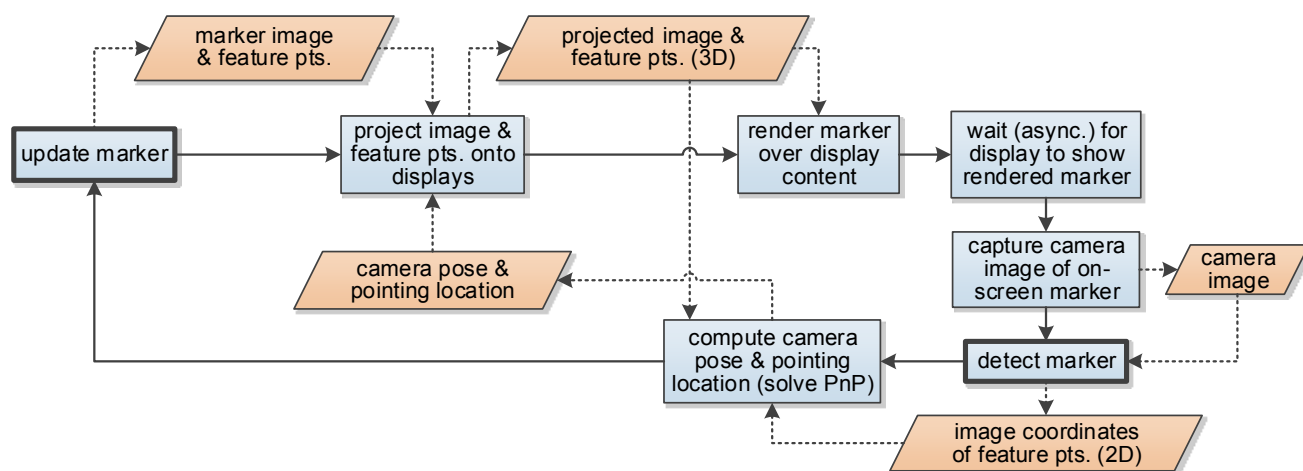 marker image
& feature pts.
projected image &
feature pts. (3D)
update marker
project image &
feature pts. onto
displays
render marker
over display
content
wait (async.) for
display to show
rendered marker
camera pose &
pointing location
capture camera
image of on-
screen marker
camera
image
compute camera
pose & pointing
location (solve PnP)
detect marker
image coordinates
of feature pts. (2D)